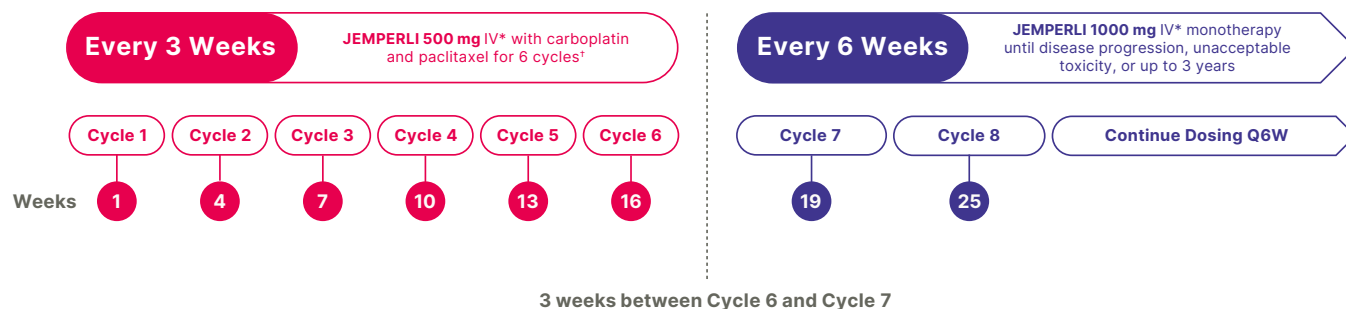 Every 3 Weeks
JEMPERLI 500 mg IV* with carboplatin
and paclitaxel for 6 cycles†
Every 6 Weeks
JEMPERLI 1000 mg IV* monotherapy
until disease progression, unacceptable
toxicity, or up to 3 years
Cycle 1
Cycle 2
Cycle 3
Cycle 4
Cycle 5
Cycle 6
Cycle 7
Cycle 8
Continue Dosing Q6W
Weeks
1
4
7
10
13
16
19
25
3 weeks between Cycle 6 and Cycle 7